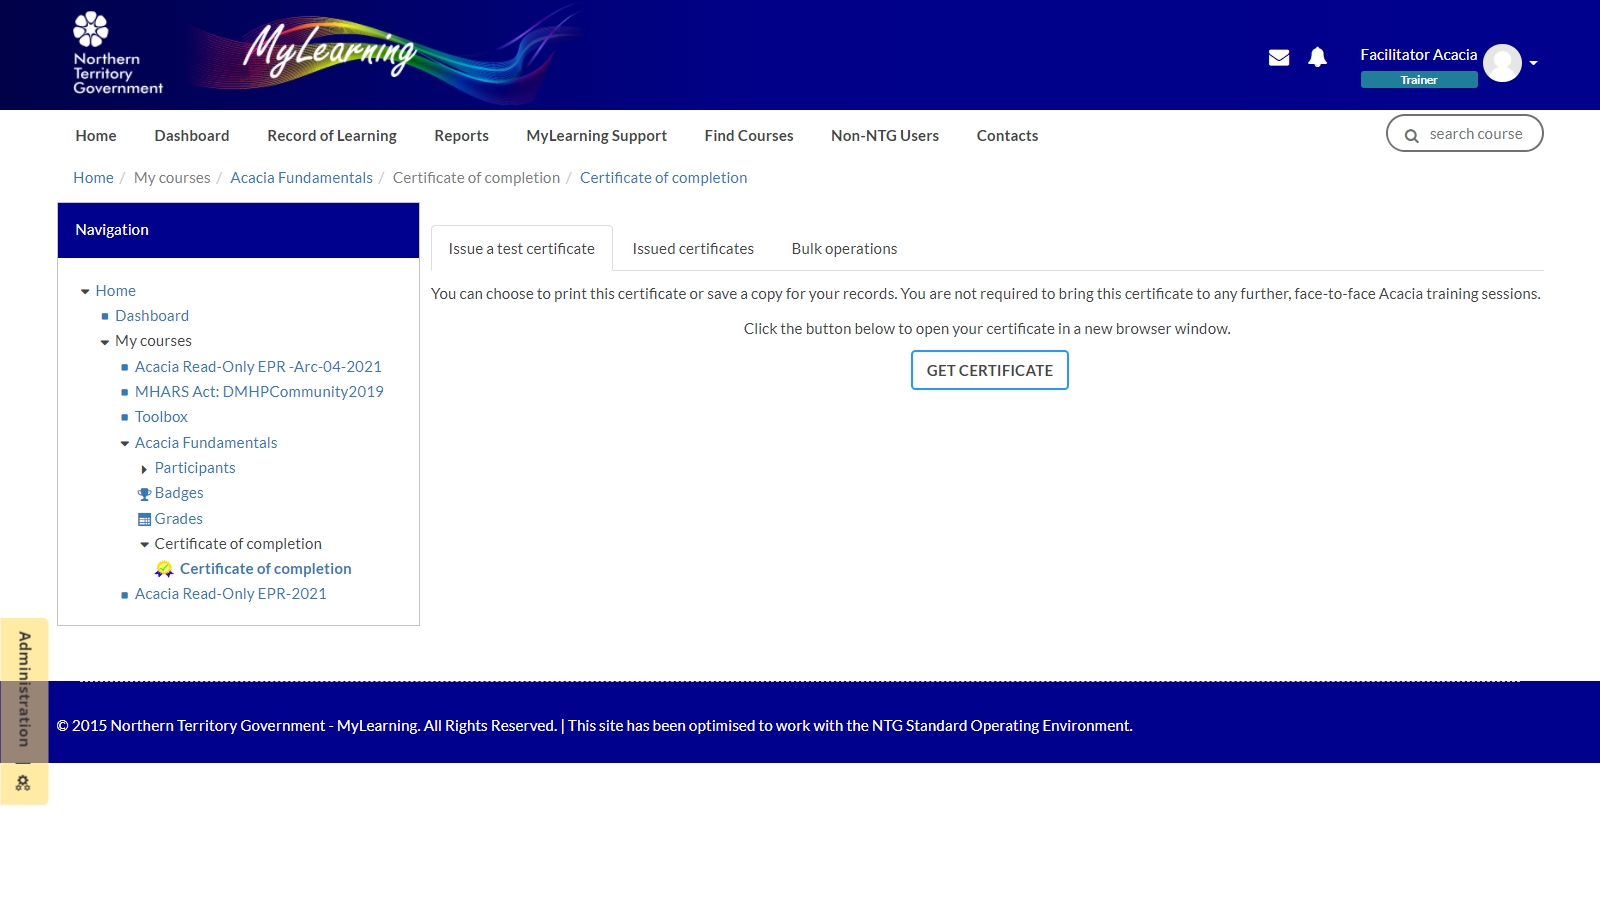 Northern
Territory
Government
MyLearning
Facilitator Acacia
Trainer
Home Dashboard Record of Learning Reports MyLearning Support Find Courses Non-NTG Users Contacts
search course
Home / My courses / Acacia Fundamentals / Certificate of completion / Certificate of completion
Navigation
Home
Dashboard
My courses
Acacia Read-Only EPR -Arc-04-2021
MHARS Act: DMHPCommunity2019
Toolbox
Acacia Fundamentals
Participants
Badges
Grades
Certificate of completion
Certificate of completion
Acacia Read-Only EPR-2021
Issue a test certificate Issued certificates Bulk operations
You can choose to print this certificate or save a copy for your records. You are not required to bring this certificate to any further, face-to-face Acacia training sessions.
Click the button below to open your certificate in a new browser window.
GET CERTIFICATE
Administration
© 2015 Northern Territory Government - MyLearning. All Rights Reserved. | This site has been optimised to work with the NTG Standard Operating Environment.